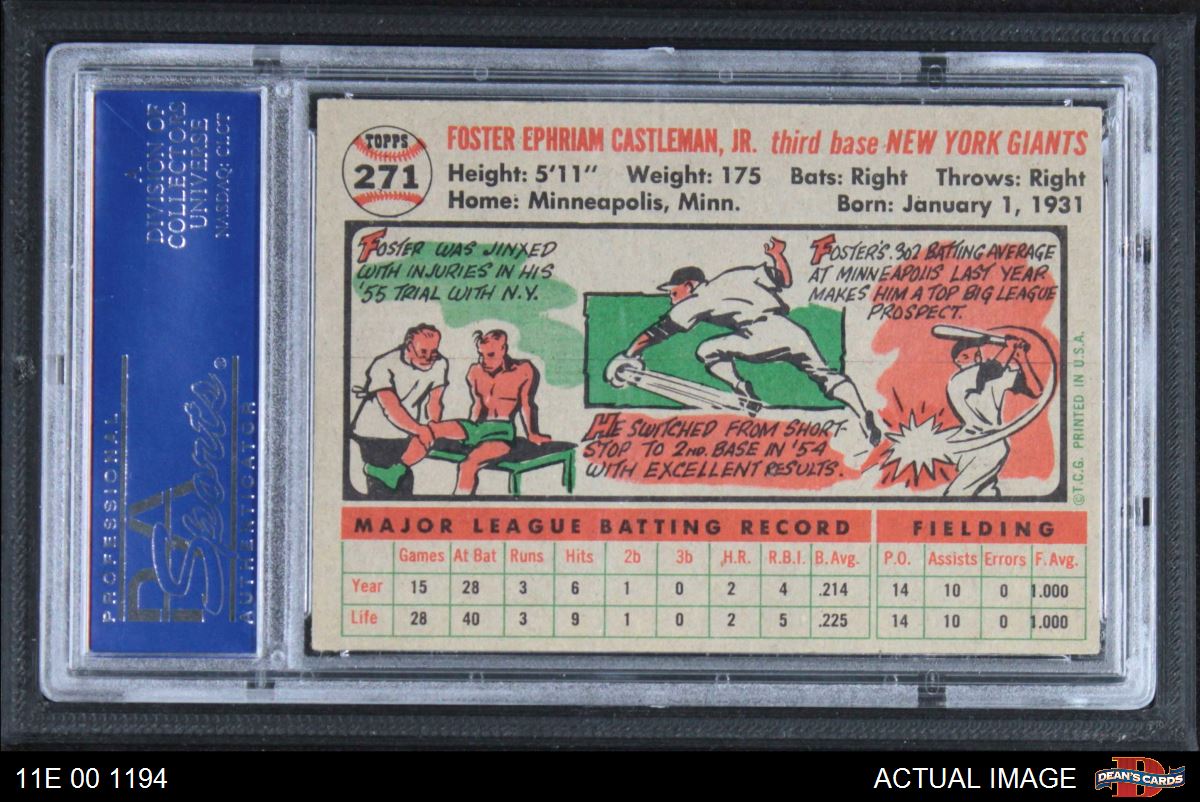 A
DIVISION OF
COLLECTORS
UNIVERSE
NASDAQ: CLCT
PROFESSIONAL
PSA
Sports ®
AUTHENTICATOR
TOPPS
271
FOSTER EPHRIAM CASTLEMAN, JR. third base NEW YORK GIANTS
Height: 5'11" Weight: 175 Bats: Right Throws: Right
Home: Minneapolis, Minn. Born: January 1, 1931
FOSTER WAS JINXED
WITH INJURIES IN HIS
'55 TRIAL WITH N.Y.
HE SWITCHED FROM SHORT-
STOP TO 2ND. BASE IN '54
WITH EXCELLENT RESULTS.
FOSTER'S .302 BATTING AVERAGE
AT MINNEAPOLIS LAST YEAR
MAKES HIM A TOP BIG LEAGUE
PROSPECT.
© T.C.G. PRINTED IN U.S.A.
MAJOR LEAGUE BATTING RECORD FIELDING
Games At Bat Runs Hits 2b 3b H.R. R.B.I. B. Avg. P.O. Assists Errors F. Avg.
Year 15 28 3 6 1 0 2 4 .214 14 10 0 1.000
Life 28 40 3 9 1 0 2 5 .225 14 10 0 1.000
11E 00 1194
ACTUAL IMAGE
DEAN'S CARDS